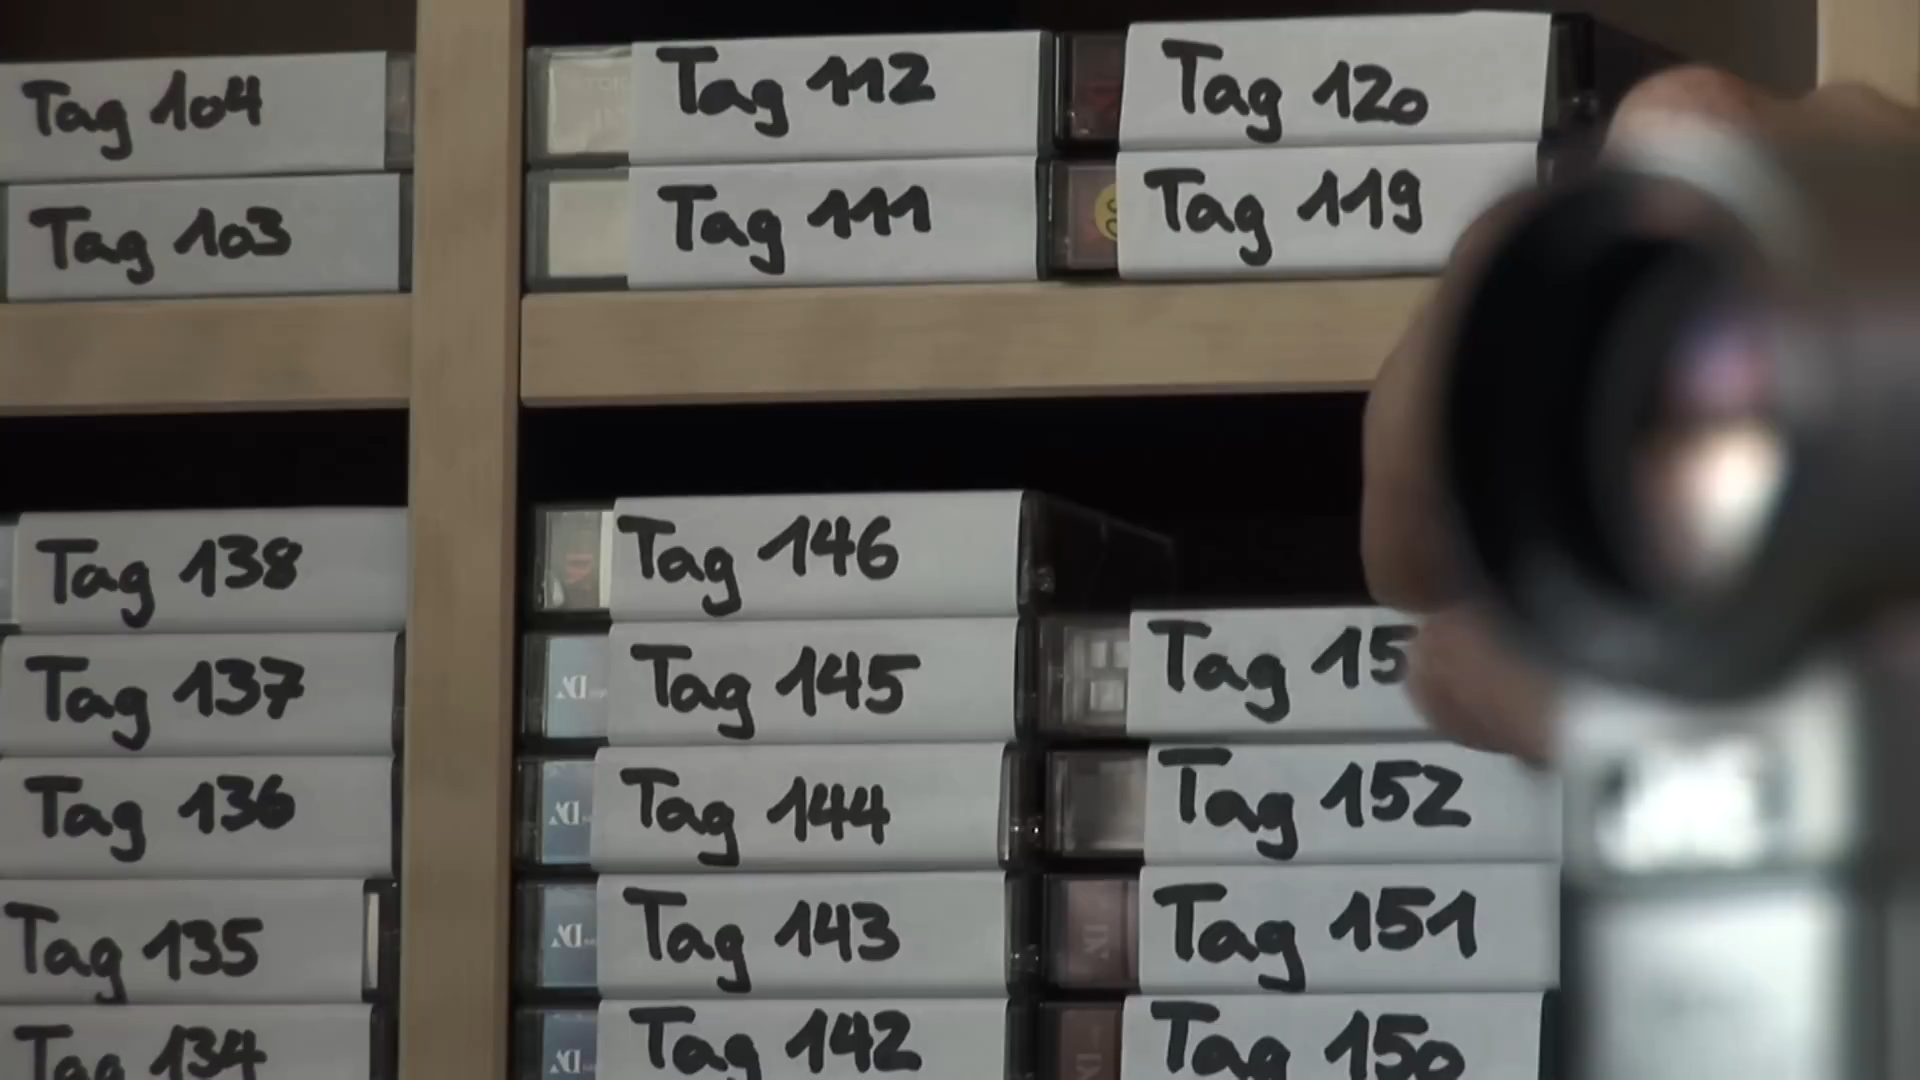 Tag 104
Tag 103
Tag 112
Tag 111
Tag 120
Tag 119
Tag 138
Tag 137
Tag 136
Tag 135
Tag 134
Tag 146
Tag 145
Tag 144
Tag 143
Tag 142
Tag 15
Tag 152
Tag 151
Tag 150